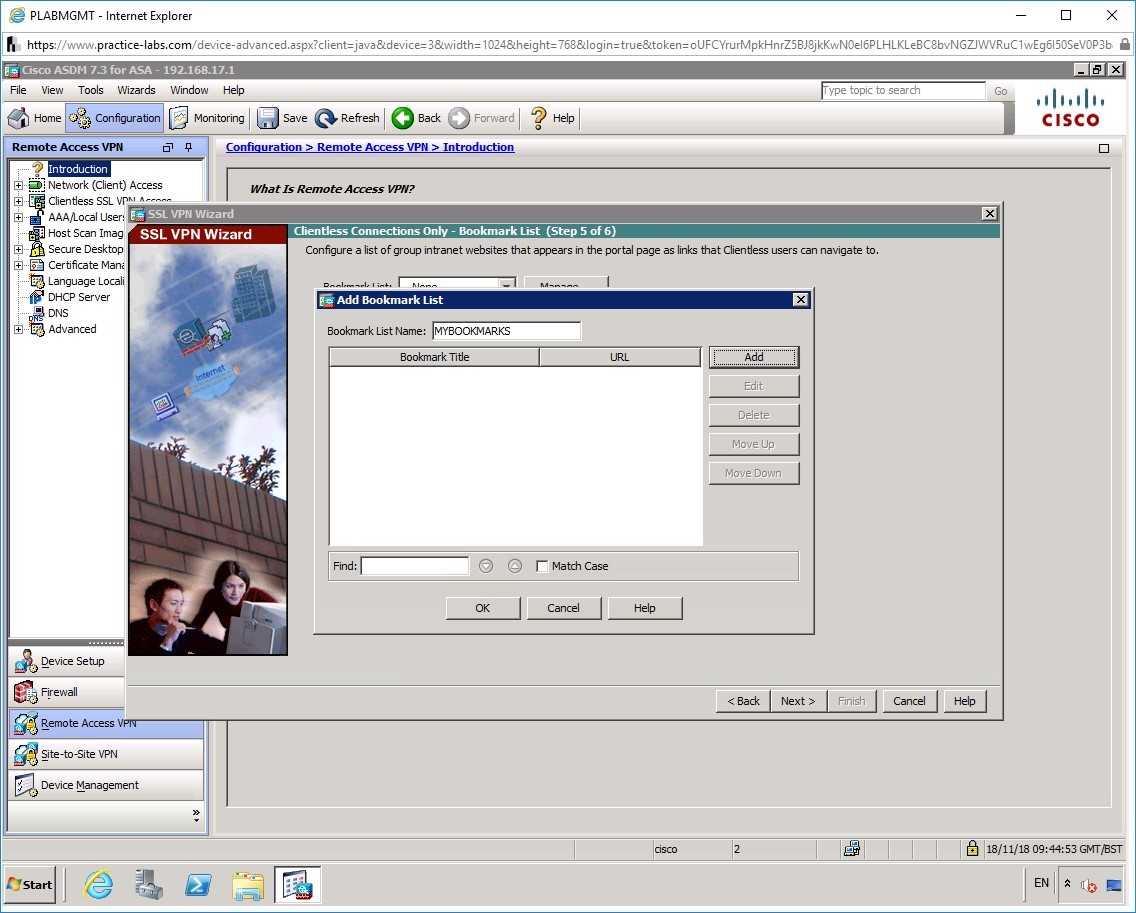 PLABMGMT - Internet Explorer
https://www.practice-labs.com/device-advanced.aspx?client=java&device=3&width=1024&height=768&login=true&token=
Cisco ASDM 7.3 for ASA - 192.168.17.1
File View Tools Wizards Window Help Type topic to search Go
Home Configuration Monitoring Save Refresh Back Forward Help
CISCO
Remote Access VPN
Configuration > Remote Access VPN > Introduction
Introduction
Network (Client) Access
Clientless SSL VPN Access
AAA/Local Users
Host Scan Imag
Secure Desktop
Certificate Mana
Language Locali
DHCP Server
DNS
Advanced
What Is Remote Access VPN?
SSL VPN Wizard
SSL VPN Wizard
Internet
Clientless Connections Only - Bookmark List (Step 5 of 6)
Configure a list of group intranet websites that appears in the portal page as links that Clientless users can navigate to.
Bookmark List: None Manage
Add Bookmark List
Bookmark List Name: MYBOOKMARKS
Bookmark Title URL
Add
Edit
Delete
Move Up
Move Down
Find: Match Case
OK Cancel Help
< Back Next > Finish Cancel Help
Device Setup
Firewall
Remote Access VPN
Site-to-Site VPN
Device Management
cisco 2 18/11/18 09:44:53 GMT/BST
Start EN